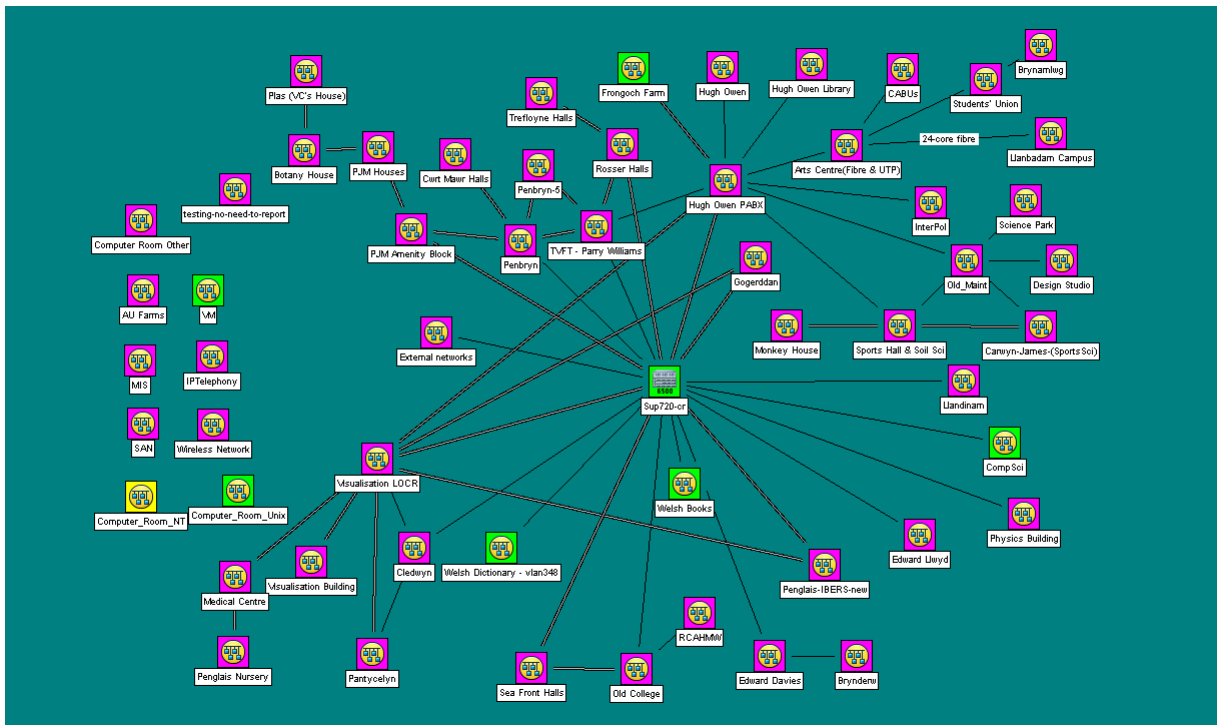 Brynamlwg
Plas (VC's House)
Frongoch Farm
Hugh Owen
Hugh Owen Library
CABUs
Students' Union
Trefloyne Halls
24-core fibre
Llanbadam Campus
Botany House
PJM Houses
Cwrt Mawr Halls
Penbryn-5
Rosser Halls
Arts Centre(Fibre & UTP)
testing-no-need-to-report
Hugh Owen PABX
InterPol
Science Park
Computer Room Other
PJM Amenity Block
Penbryn
TVFT - Parry Williams
Gogerddan
Old_Maint
Design Studio
AU Farms
VM
External networks
Monkey House
Sports Hall & Soil Sci
Carwyn-James-(SportsSci)
MIS
IPTelephony
6500
Sup720-cr
Llandinam
SAN
Wireless Network
Visualisation LOCR
CompSci
Computer_Room_NT
Computer_Room_Unix
Welsh Books
Physics Building
Visualisation Building
Cledwyn
Welsh Dictionary - vlan348
Edward Llwyd
Penglais-IBERS-new
Medical Centre
RCAHMW
Penglais Nursery
Pantycelyn
Sea Front Halls
Old College
Edward Davies
Brynderw